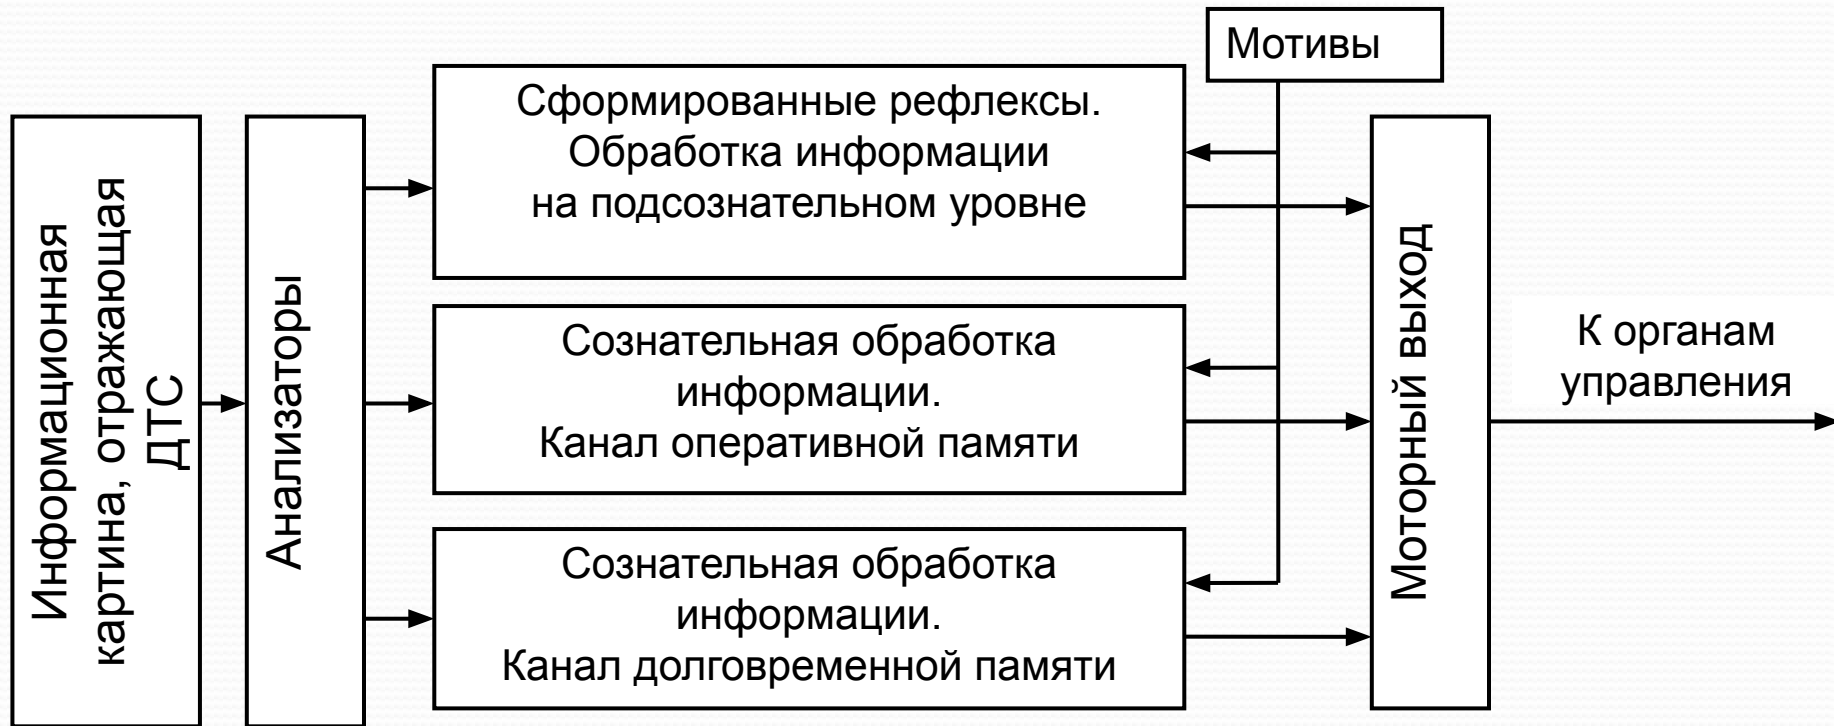 Мотивы
Информационная
картина, отражающая
ДТС
Анализаторы
Сформированные рефлексы.
Обработка информации
на подсознательном уровне
Сознательная обработка
информации.
Канал оперативной памяти
Сознательная обработка
информации.
Канал долговременной памяти
Моторный выход
К органам
управления